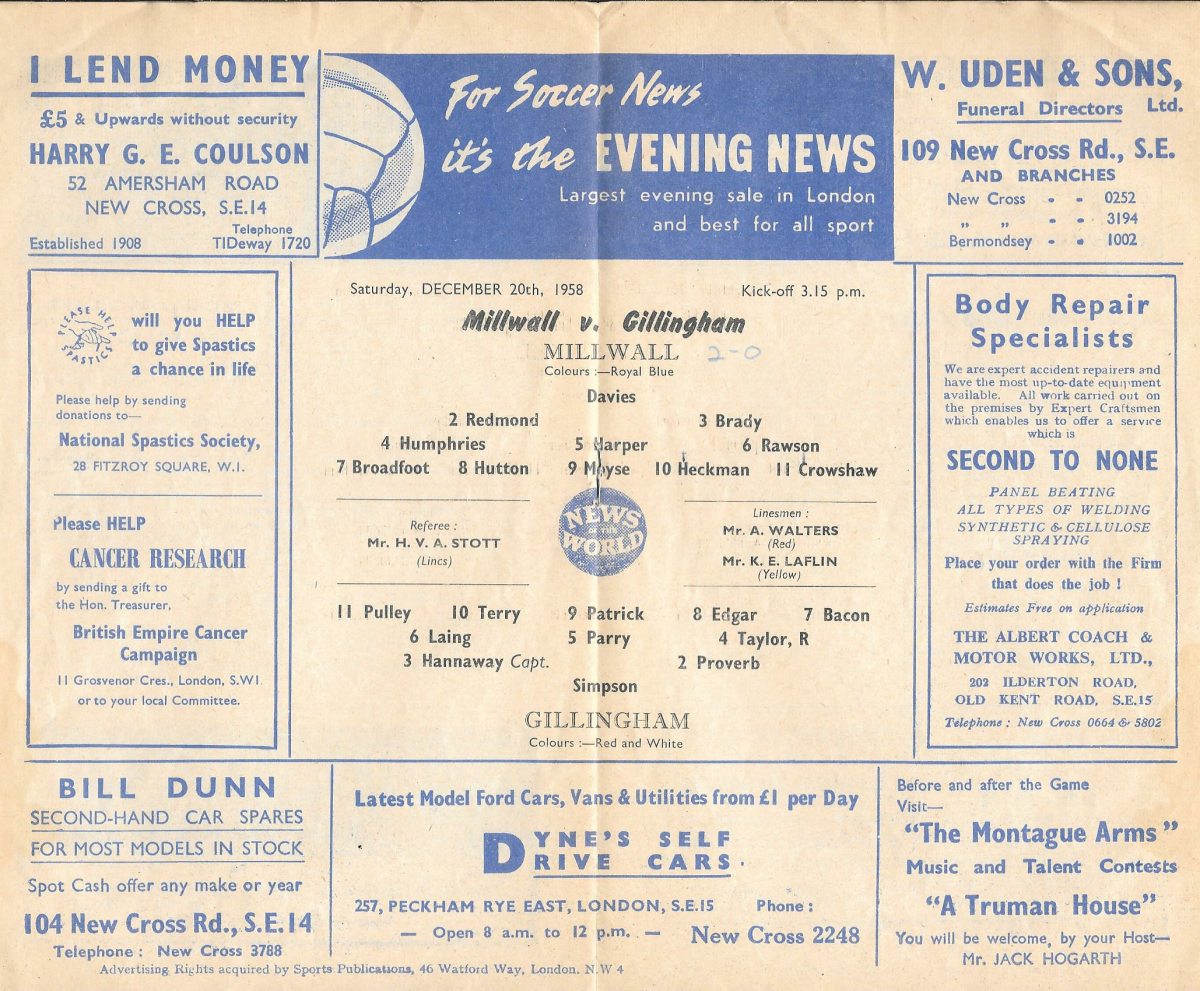 I LEND MONEY
£5 & Upwards without security
HARRY G. E. COULSON
52 AMERSHAM ROAD
NEW CROSS, S.E.14
Telephone
Established 1908 TIDeway 1720
For Soccer News
it's the EVENING NEWS
Largest evening sale in London
and best for all sport
W. UDEN & SONS,
Funeral Directors Ltd.
109 New Cross Rd., S.E.
AND BRANCHES
New Cross - - 0252
„ „ - - 3194
Bermondsey - - 1002
PLEASE HELP SPASTICS
will you HELP
to give Spastics
a chance in life
Please help by sending
donations to—
National Spastics Society,
28 FITZROY SQUARE, W.I.
Please HELP
CANCER RESEARCH
by sending a gift to
the Hon. Treasurer,
British Empire Cancer
Campaign
11 Grosvenor Cres., London, S.W1.
or to your local Committee.
Saturday, DECEMBER 20th, 1958 Kick-off 3.15 p.m.
Millwall v. Gillingham
MILLWALL 2-0
Colours :—Royal Blue
Davies
2 Redmond 3 Brady
4 Humphries 5 Harper 6 Rawson
7 Broadfoot 8 Hutton 9 Moyse 10 Heckman 11 Crowshaw
Referee :
Mr. H. V. A. STOTT
(Lincs)
NEWS
OF THE
WORLD
Linesmen :
Mr. A. WALTERS
(Red)
Mr. K. E. LAFLIN
(Yellow)
11 Pulley 10 Terry 9 Patrick 8 Edgar 7 Bacon
6 Laing 5 Parry 4 Taylor, R
3 Hannaway Capt. 2 Proverb
Simpson
GILLINGHAM
Colours :—Red and White
Body Repair
Specialists
We are expert accident repairers and
have the most up-to-date equipment
available. All work carried out on
the premises by Expert Craftsmen
which enables us to offer a service
which is
SECOND TO NONE
PANEL BEATING
ALL TYPES OF WELDING
SYNTHETIC & CELLULOSE
SPRAYING
Place your order with the Firm
that does the job !
Estimates Free on application
THE ALBERT COACH &
MOTOR WORKS, LTD.,
202 ILDERTON ROAD,
OLD KENT ROAD, S.E.15
Telephone : New Cross 0664 & 5802
BILL DUNN
SECOND-HAND CAR SPARES
FOR MOST MODELS IN STOCK
Spot Cash offer any make or year
104 New Cross Rd., S.E.14
Telephone : New Cross 3788
Latest Model Ford Cars, Vans & Utilities from £1 per Day
DYNE'S SELF
DRIVE CARS.
257, PECKHAM RYE EAST, LONDON, S.E.15 Phone :
— Open 8 a.m. to 12 p.m. — New Cross 2248
Before and after the Game
Visit—
"The Montague Arms"
Music and Talent Contests
"A Truman House"
You will be welcome, by your Host—
Mr. JACK HOGARTH
Advertising Rights acquired by Sports Publications, 46 Watford Way, London. N.W 4